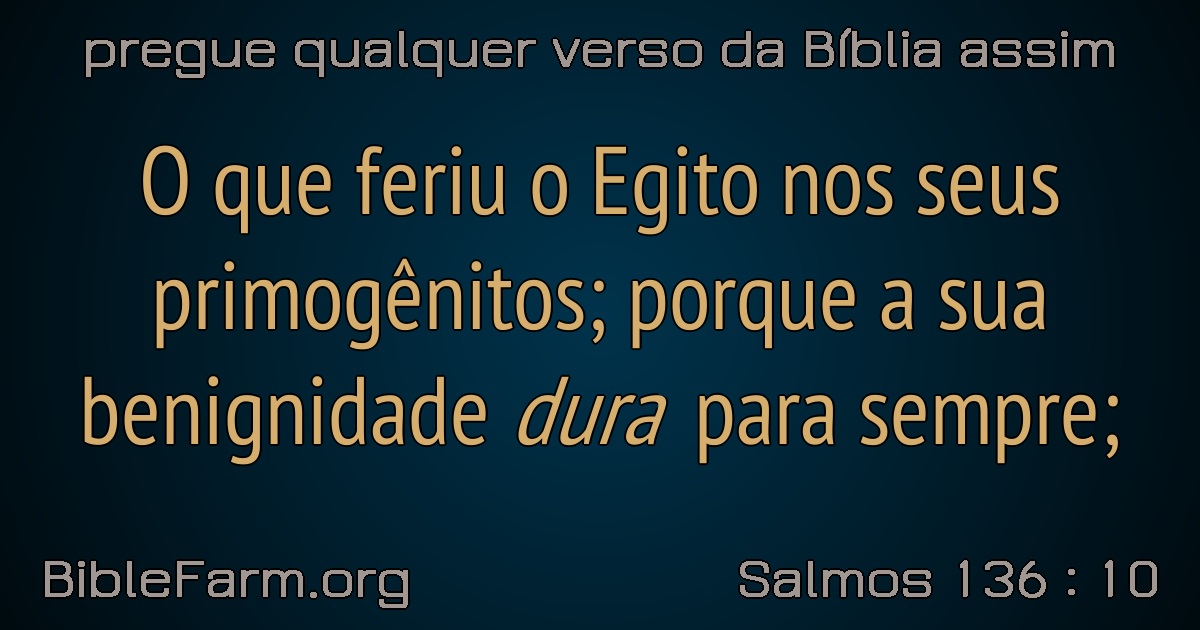 pregue qualquer verso da Bíblia assim
O que feriu o Egito nos seus
primogênitos; porque a sua
benignidade dura para sempre;
BibleFarm.org
Salmos 136 : 10